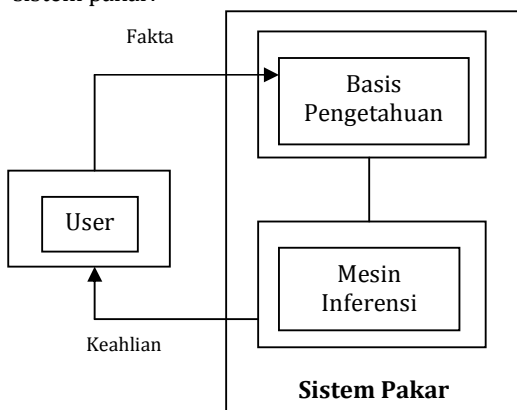 sistem pakar.
Fakta
Basis
Pengetahuan
User
Mesin
Inferensi
Keahlian
Sistem Pakar